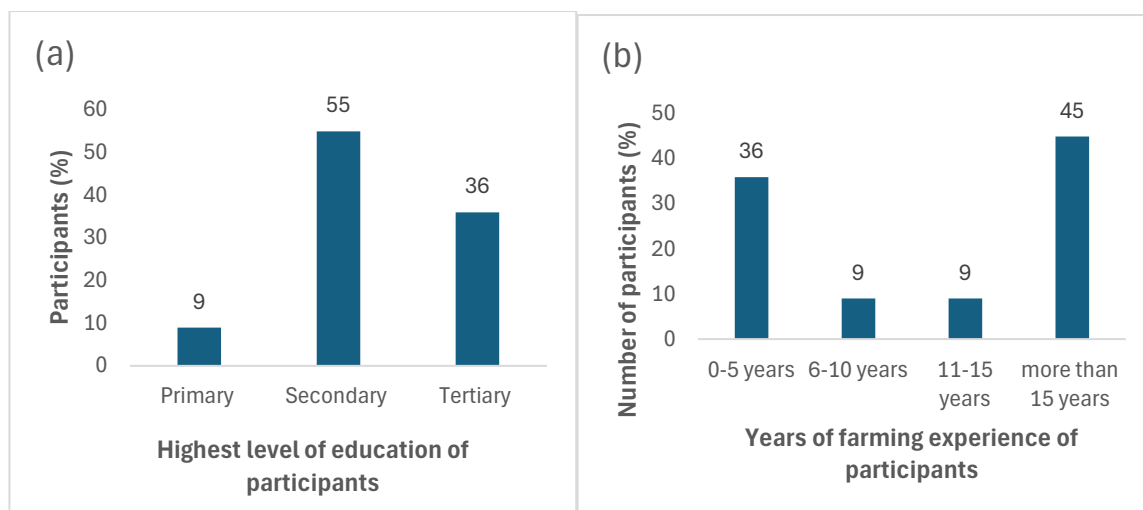 (a)
60
50
40
30
20
10
0
Participants (%)
9
55
36
Primary
Secondary
Tertiary
Highest level of education of
participants
(b)
50
40
30
20
10
0
Number of participants (%)
36
9
9
45
0-5 years
6-10 years
11-15
years
more than
15 years
Years of farming experience of
participants